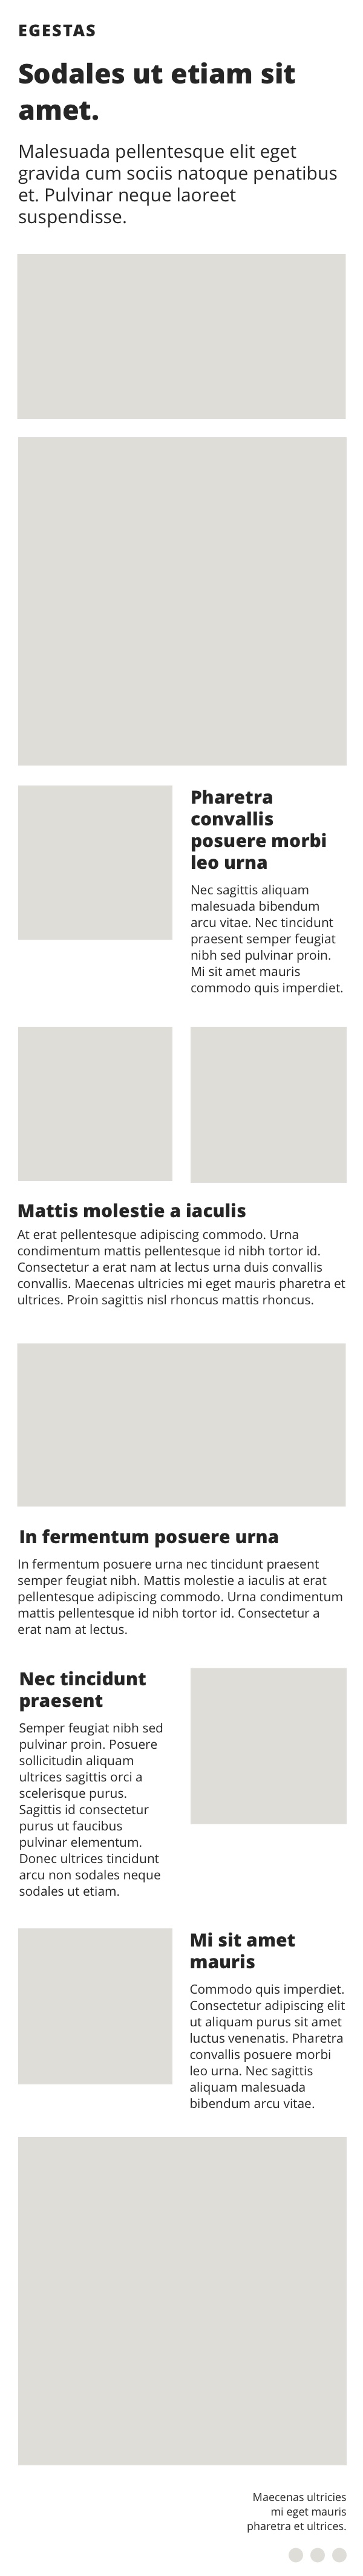 EGESTAS
Sodales ut etiam sit
amet.
Malesuada pellentesque elit eget
gravida cum sociis natoque penatibus
et. Pulvinar neque laoreet
suspendisse.
Pharetra
convallis
posuere morbi
leo urna
Nec sagittis aliquam
malesuada bibendum
arcu vitae. Nec tincidunt
praesent semper feugiat
nibh sed pulvinar proin.
Mi sit amet mauris
commodo quis imperdiet.
Mattis molestie a iaculis
At erat pellentesque adipiscing commodo. Urna
condimentum mattis pellentesque id nibh tortor id.
Consectetur a erat nam at lectus urna duis convallis
convallis. Maecenas ultricies mi eget mauris pharetra et
ultrices. Proin sagittis nisl rhoncus mattis rhoncus.
In fermentum posuere urna
In fermentum posuere urna nec tincidunt praesent
semper feugiat nibh. Mattis molestie a iaculis at erat
pellentesque adipiscing commodo. Urna condimentum
mattis pellentesque id nibh tortor id. Consectetur a
erat nam at lectus.
Nec tincidunt
praesent
Semper feugiat nibh sed
pulvinar proin. Posuere
sollicitudin aliquam
ultrices sagittis orci a
scelerisque purus.
Sagittis id consectetur
purus ut faucibus
pulvinar elementum.
Donec ultrices tincidunt
arcu non sodales neque
sodales ut etiam.
Mi sit amet
mauris
Commodo quis imperdiet.
Consectetur adipiscing elit
ut aliquam purus sit amet
luctus venenatis. Pharetra
convallis posuere morbi
leo urna. Nec sagittis
aliquam malesuada
bibendum arcu vitae.
Maecenas ultricies
mi eget mauris
pharetra et ultrices.